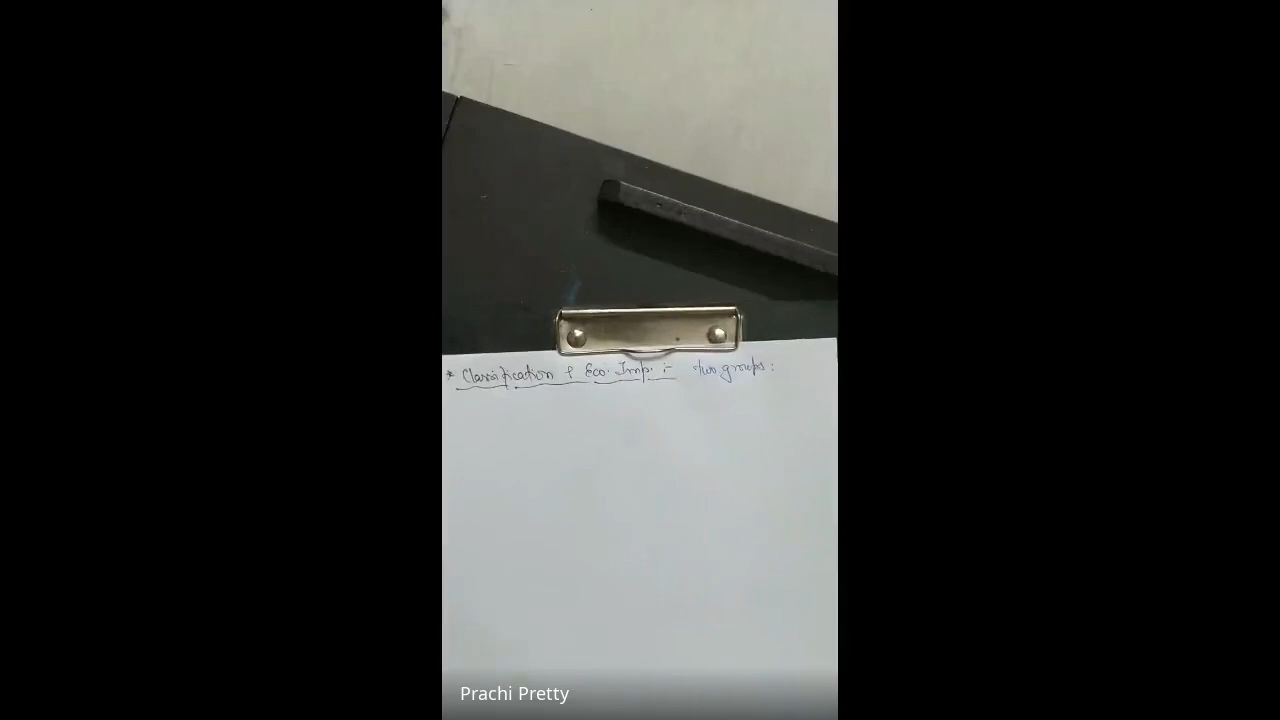 * Classification & Eco. Imp. :- two groups :
Prachi Pretty